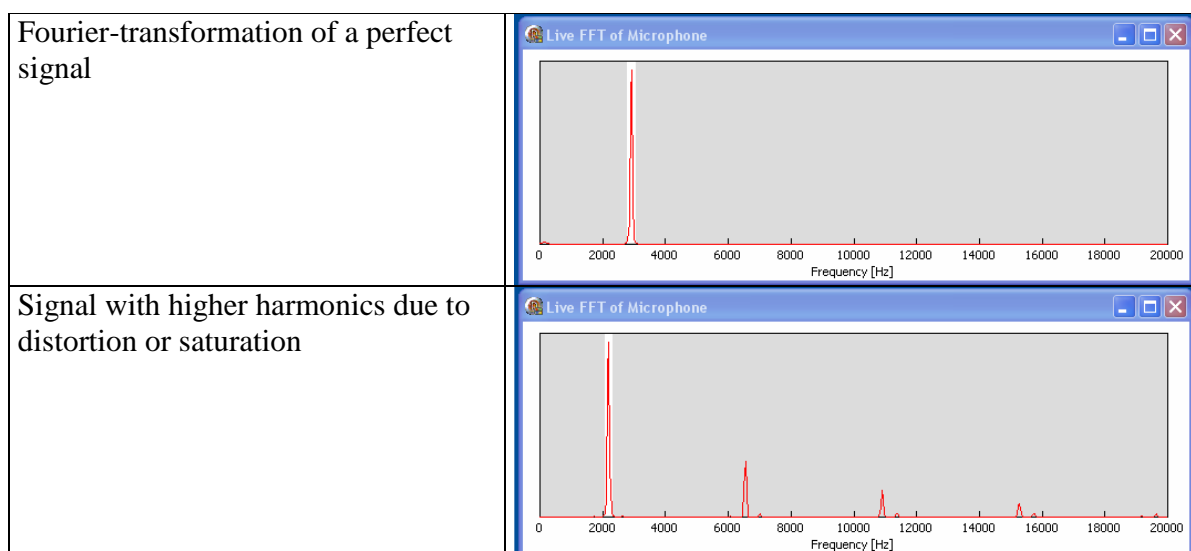 Fourier-transformation of a perfect
signal
Live FFT of Microphone
0 2000 4000 6000 8000 10000 12000 14000 16000 18000 20000
Frequency [Hz]
Signal with higher harmonics due to
distortion or saturation
Live FFT of Microphone
0 2000 4000 6000 8000 10000 12000 14000 16000 18000 20000
Frequency [Hz]